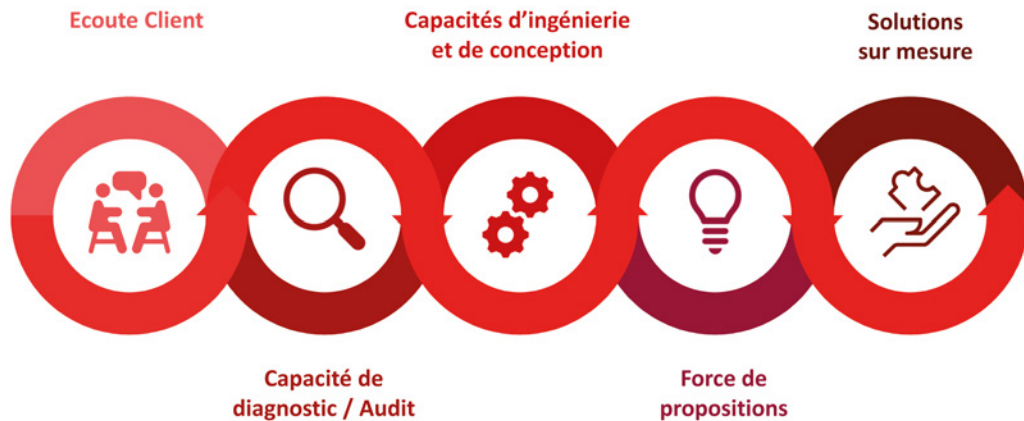 Ecoute Client
Capacités d’ingénierie
et de conception
Solutions
sur mesure
Capacité de
diagnostic / Audit
Force de
propositions